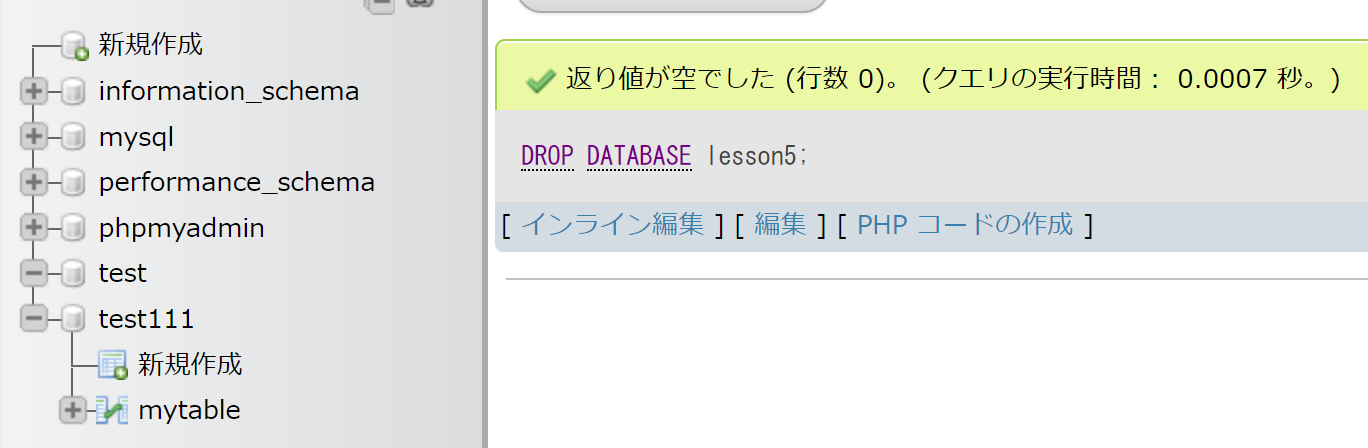 新規作成
information_schema
mysql
performance_schema
phpmyadmin
test
test111
新規作成
mytable
返り値が空でした (行数 0)。 (クエリの実行時間： 0.0007 秒。)
DROP DATABASE lesson5;
[ インライン編集 ] [ 編集 ] [ PHP コードの作成 ]